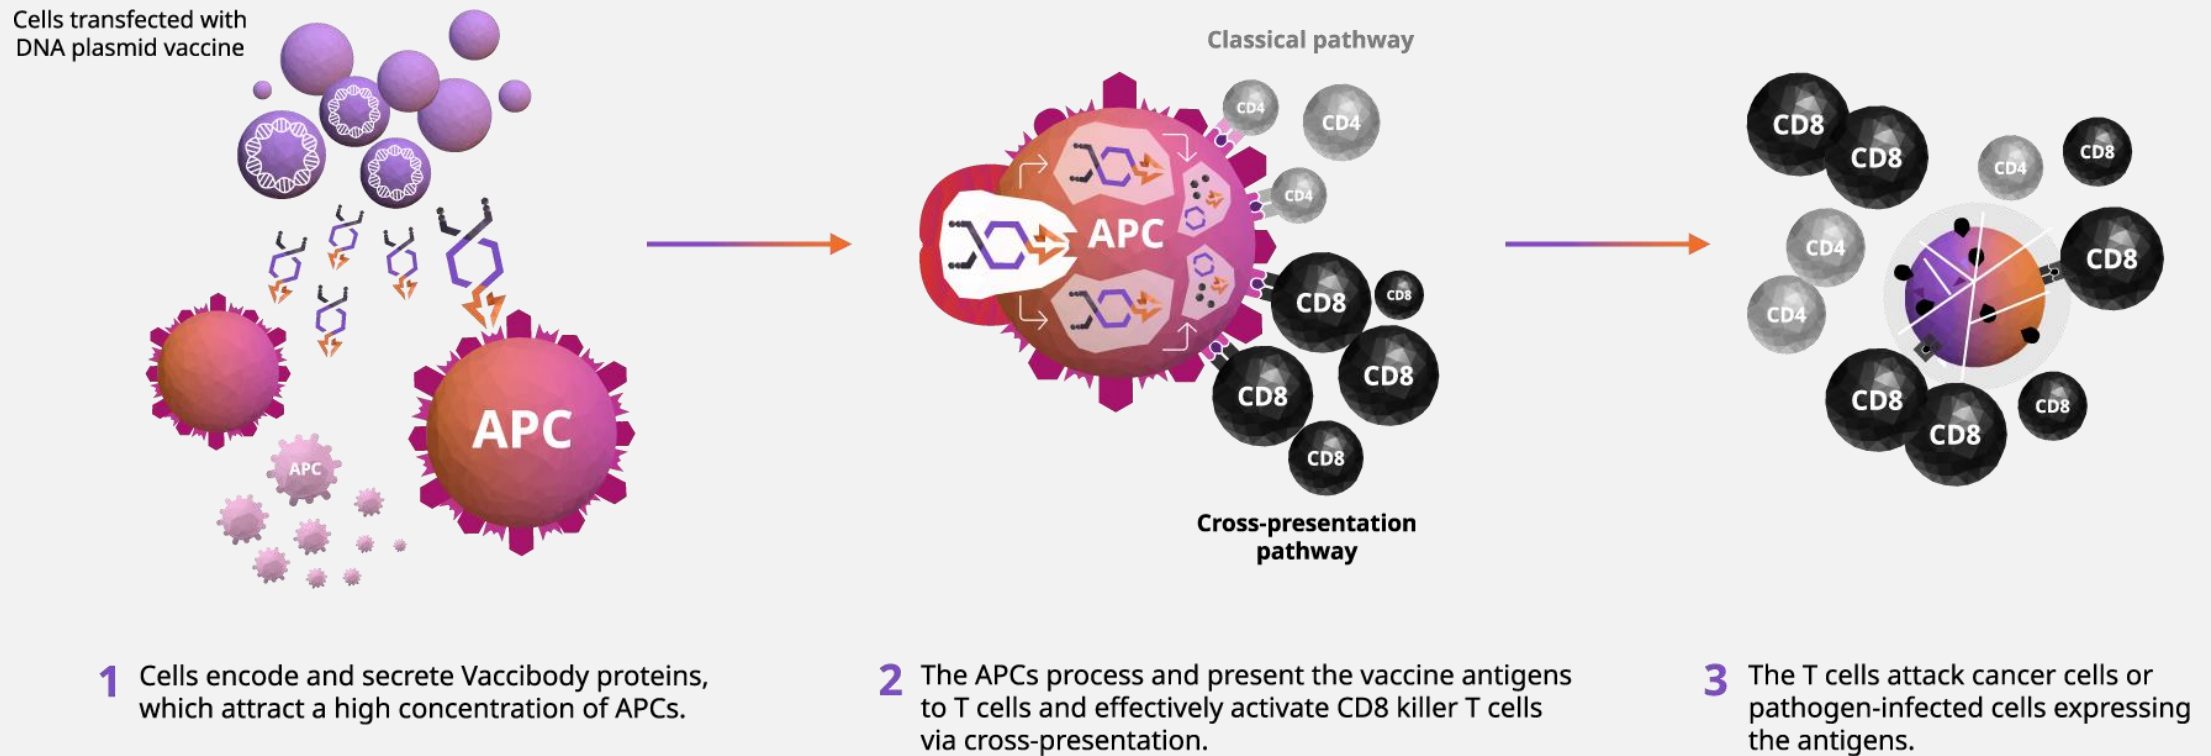 Cells transfected with
DNA plasmid vaccine
APC
APC
Classical pathway
CD4
CD4
CD4
APC
CD8
CD8
CD8
CD8
CD8
Cross-presentation
pathway
CD8
CD8
CD4
CD8
CD4
CD8
CD4
CD8
CD8
CD8
1 Cells encode and secrete Vaccibody proteins,
which attract a high concentration of APCs.
2 The APCs process and present the vaccine antigens
to T cells and effectively activate CD8 killer T cells
via cross-presentation.
3 The T cells attack cancer cells or
pathogen-infected cells expressing
the antigens.